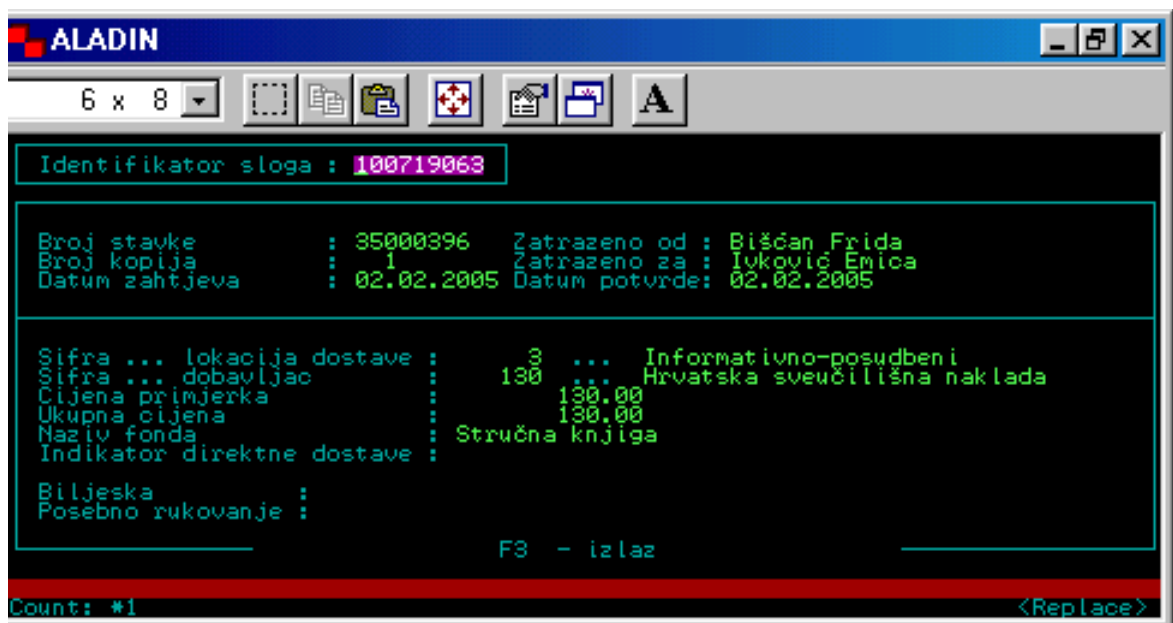 ALADIN
6 x 8
A
Identifikator sloga : 100719063
Broj stavke : 35000396 Zatrazeno od : Bišćan Frida
Broj kopija : 1 Zatrazeno za : Ivković Emica
Datum zahtjeva : 02.02.2005 Datum potvrde: 02.02.2005
Sifra ... lokacija dostave : 3 ... Informativno-posudbeni
Sifra ... dobavljac : 130 ... Hrvatska sveučilišna naklada
Cijena primjerka : 130.00
Ukupna cijena : 130.00
Naziv fonda : Stručna knjiga
Indikator direktne dostave :
Biljeska :
Posebno rukovanje :
F3 - izlaz
Count: *1 <Replace>